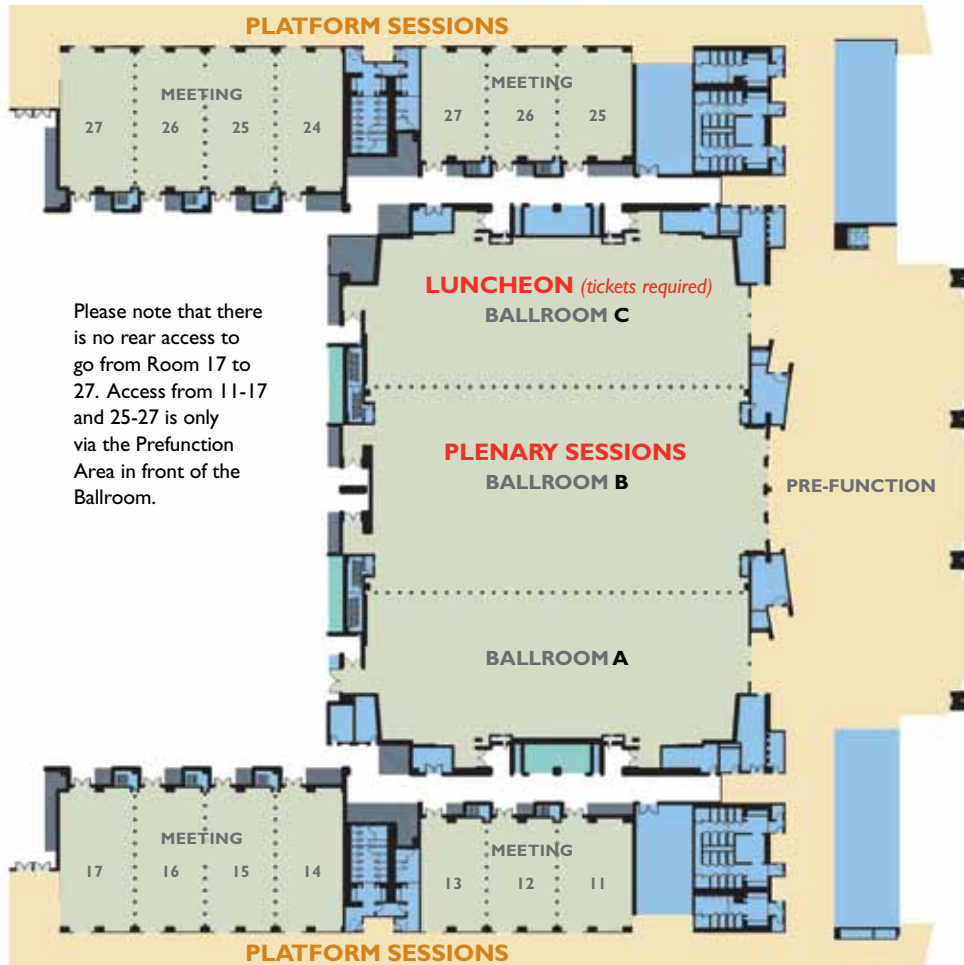 PLATFORM SESSIONS
MEETING
27 26 25 24
MEETING
27 26 25
LUNCHEON (tickets required)
BALLROOM C
Please note that there
is no rear access to
go from Room 17 to
27. Access from 11-17
and 25-27 is only
via the Prefunction
Area in front of the
Ballroom.
PLENARY SESSIONS
BALLROOM B
PRE-FUNCTION
BALLROOM A
MEETING
17 16 15 14
MEETING
13 12 11
PLATFORM SESSIONS